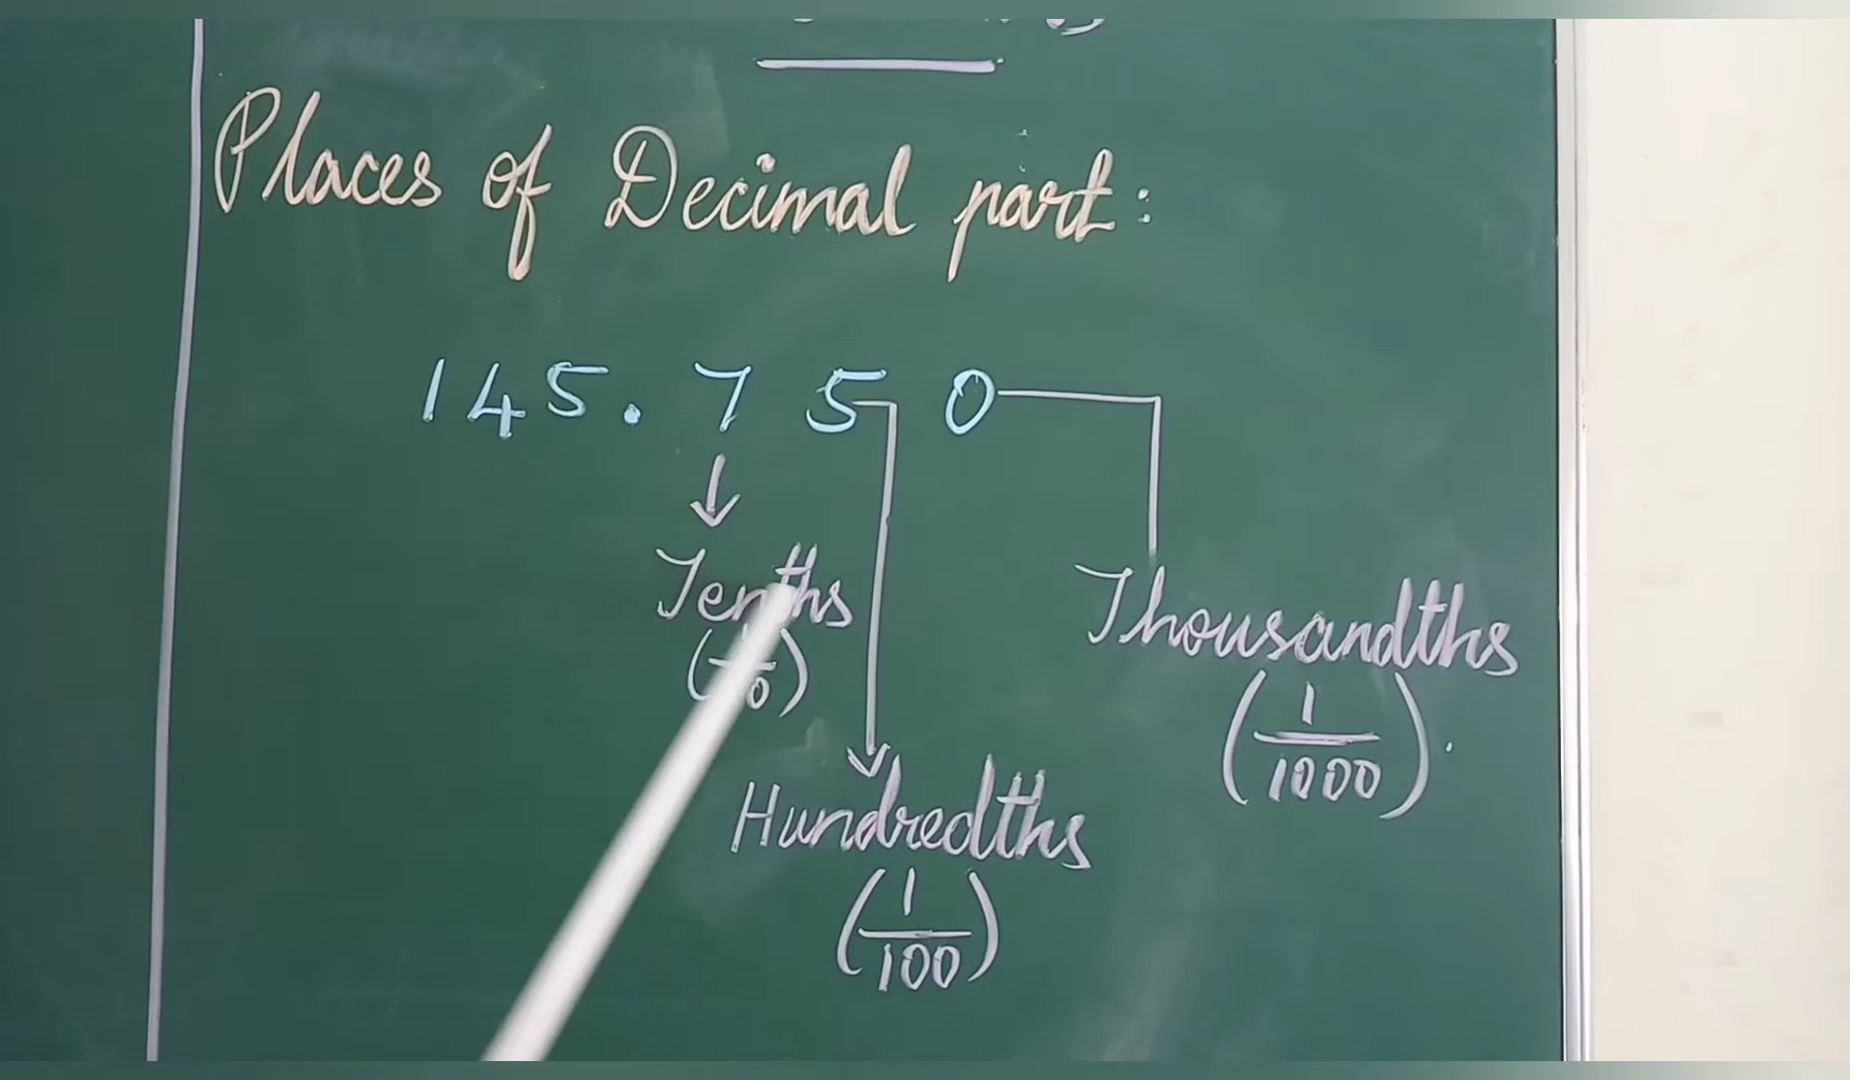 Places of Decimal part:
145.750
Tenths
Thousandths
(1/1000).
Hundredths
(1/100)